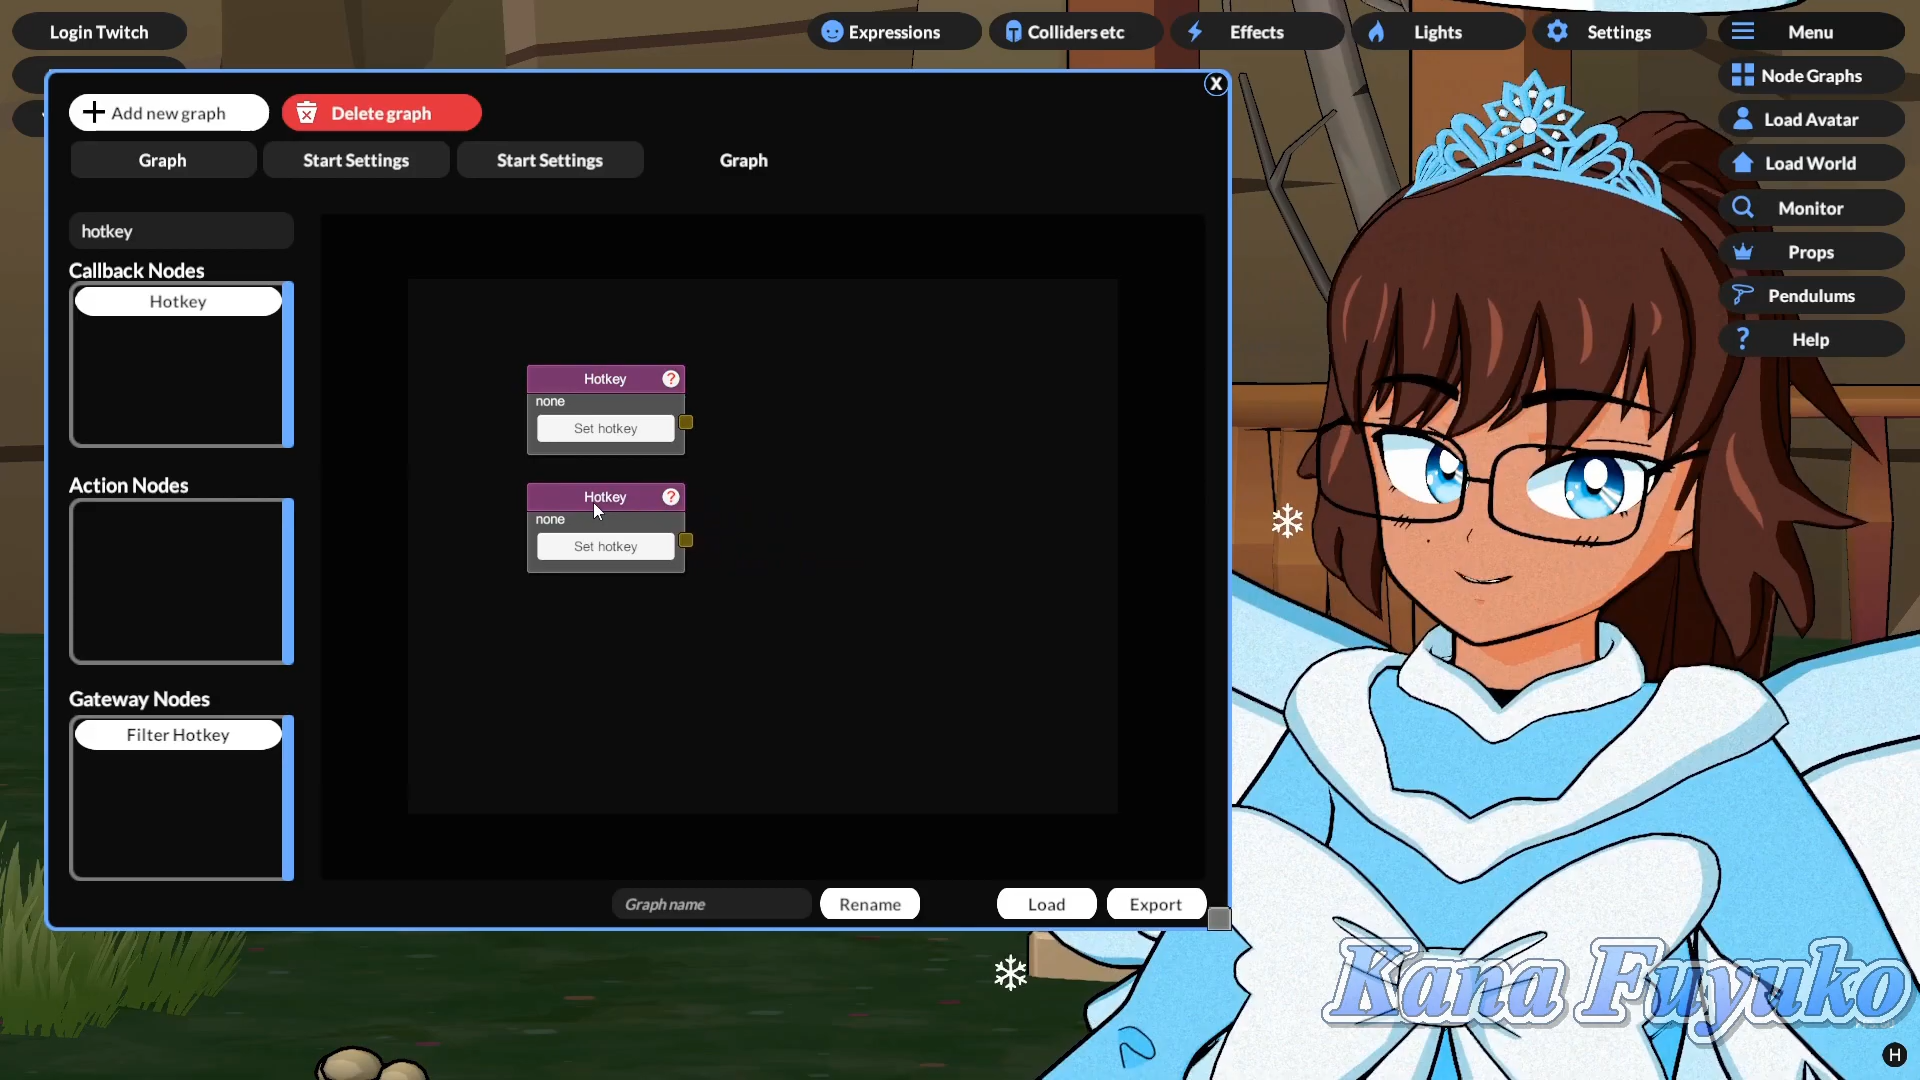 Login Twitch
Expressions
Colliders etc
Effects
Lights
Settings
Menu
Node Graphs
Load Avatar
Load World
Monitor
Props
Pendulums
? Help
X
Add new graph
Delete graph
Graph
Start Settings
Start Settings
Graph
hotkey
Callback Nodes
Hotkey
Action Nodes
Gateway Nodes
Filter Hotkey
Hotkey ?
none
Set hotkey
Hotkey ?
none
Set hotkey
Graph name
Rename
Load
Export
Kana Fuyuko
H